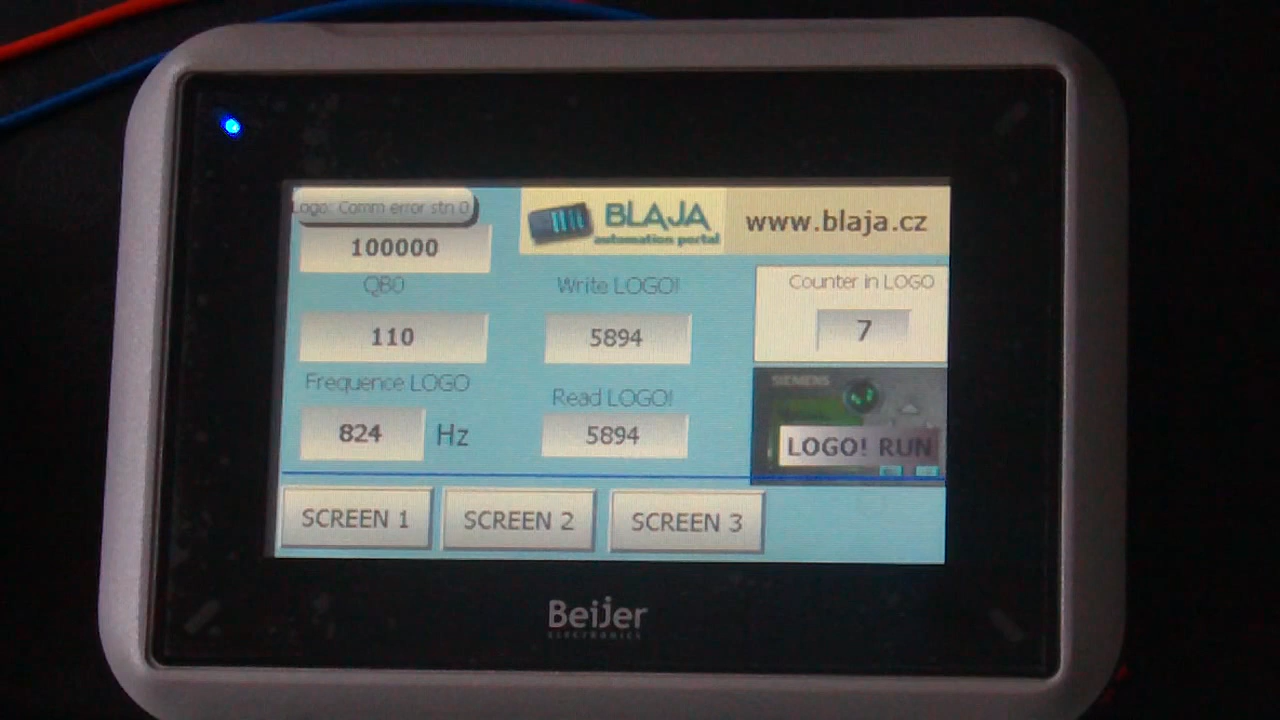 Logo: Comm error stn 0
100000
QB0
110
Frequence LOGO
824 Hz
BLAJA
automation portal
www.blaja.cz
Write LOGO!
5894
Read LOGO!
5894
Counter in LOGO
7
SIEMENS
LOGO! RUN
SCREEN 1
SCREEN 2
SCREEN 3
Beijer
ELECTRONICS